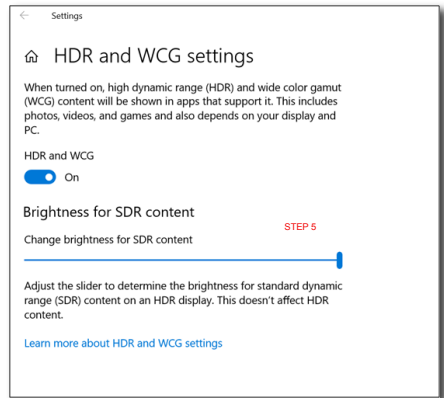 Settings
HDR and WCG settings
When turned on, high dynamic range (HDR) and wide color gamut
(WCG) content will be shown in apps that support it. This includes
photos, videos, and games and also depends on your display and
PC.
HDR and WCG
On
Brightness for SDR content
STEP 5
Change brightness for SDR content
Adjust the slider to determine the brightness for standard dynamic
range (SDR) content on an HDR display. This doesn't affect HDR
content.
Learn more about HDR and WCG settings